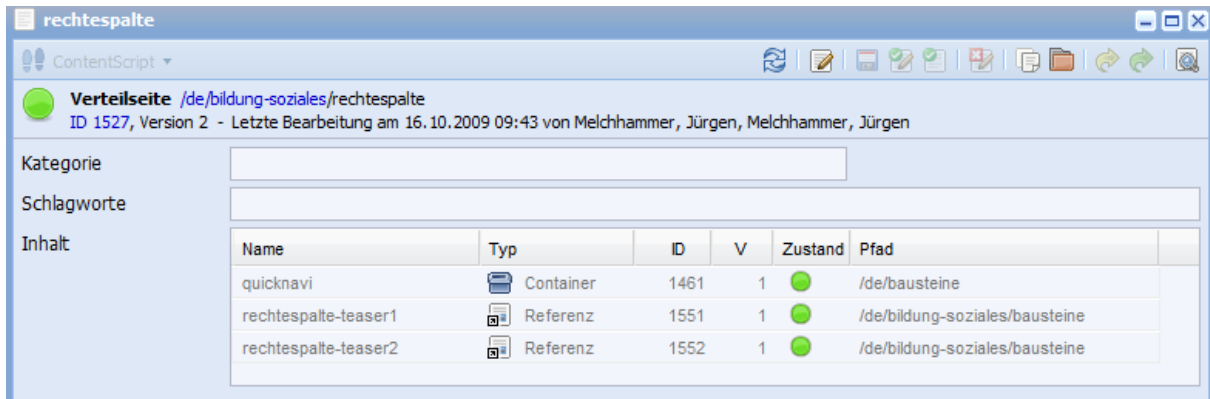 rechtespalte
ContentScript
Verteilseite /de/bildung-soziales/rechtespalte
ID 1527, Version 2 - Letzte Bearbeitung am 16.10.2009 09:43 von Melchhammer, Jürgen, Melchhammer, Jürgen
Kategorie
Schlagworte
Inhalt
Name Typ ID V Zustand Pfad
quicknavi Container 1461 1 /de/bausteine
rechtespalte-teaser1 Referenz 1551 1 /de/bildung-soziales/bausteine
rechtespalte-teaser2 Referenz 1552 1 /de/bildung-soziales/bausteine